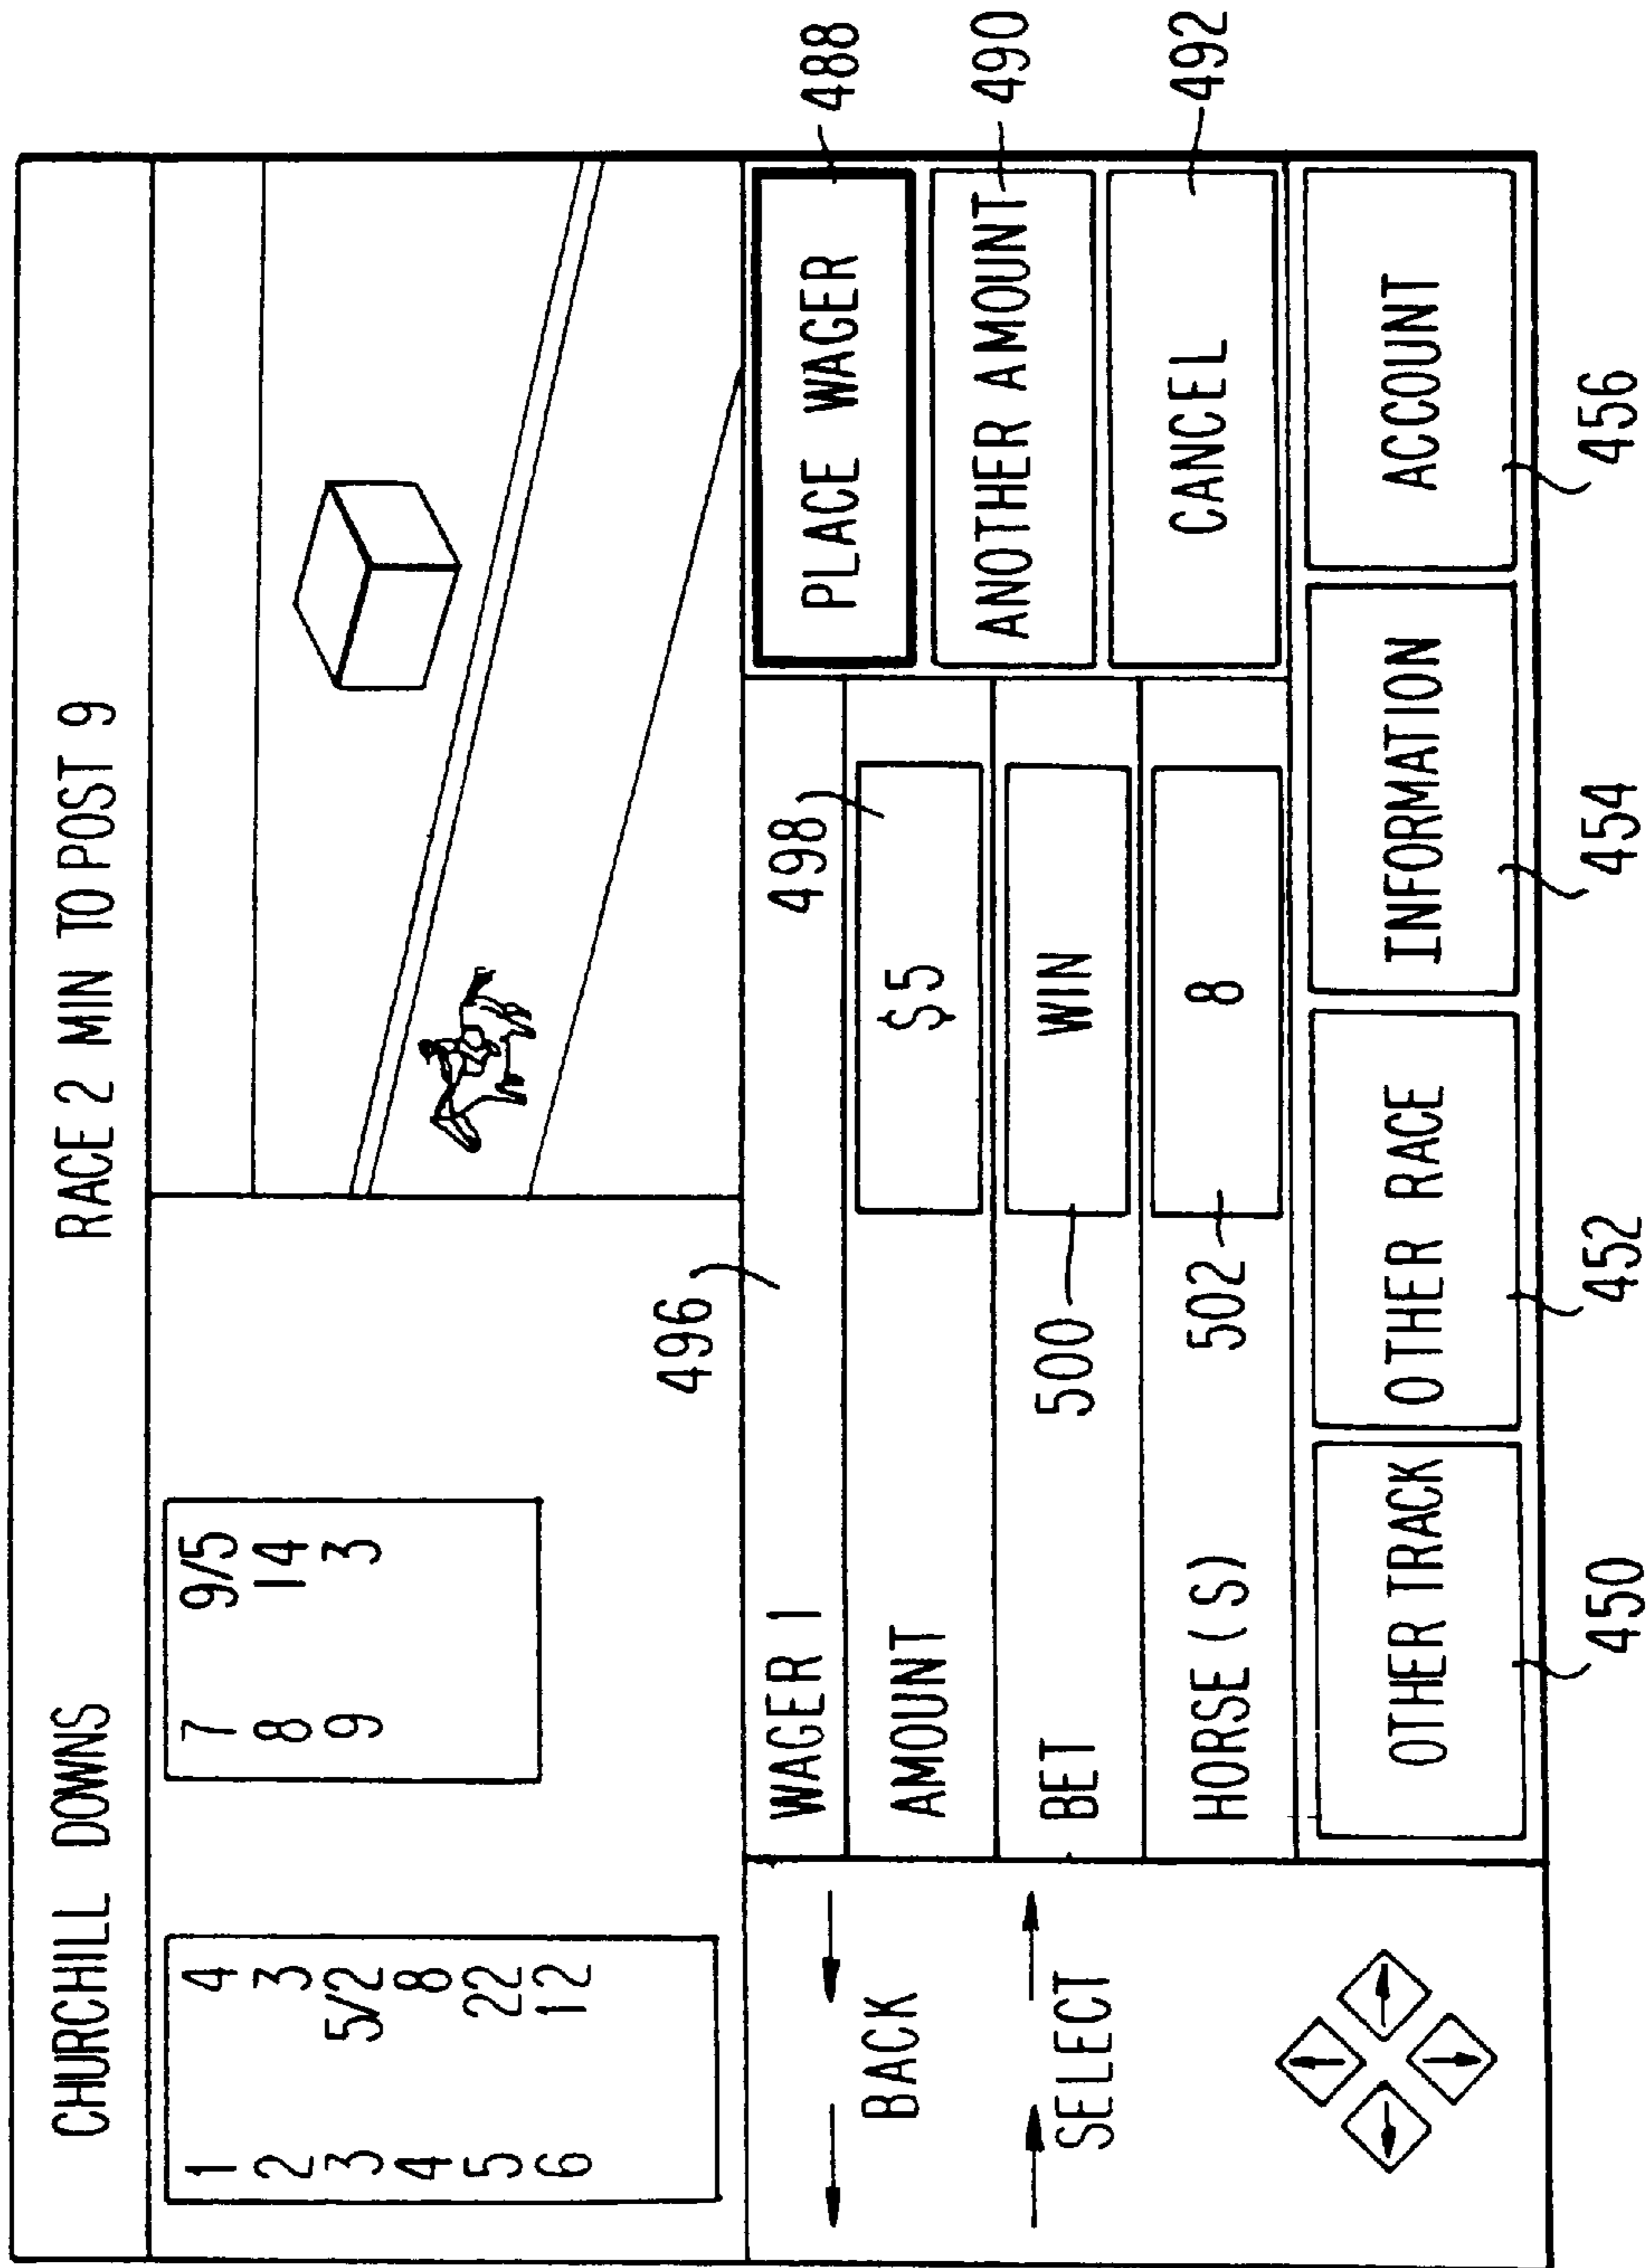 CHURCHILL DOWNS RACE 2 MIN TO POST 9
1 4 7 9/5
2 3 8 14
3 5/2 9 3
4 8
5 22
6 12
496
498
BACK
SELECT
WAGER 1
AMOUNT $5
BET 500 WIN
HORSE(S) 502 8
PLACE WAGER 488
ANOTHER AMOUNT 490
CANCEL 492
OTHER TRACK OTHER RACE INFORMATION ACCOUNT
450 452 454 456